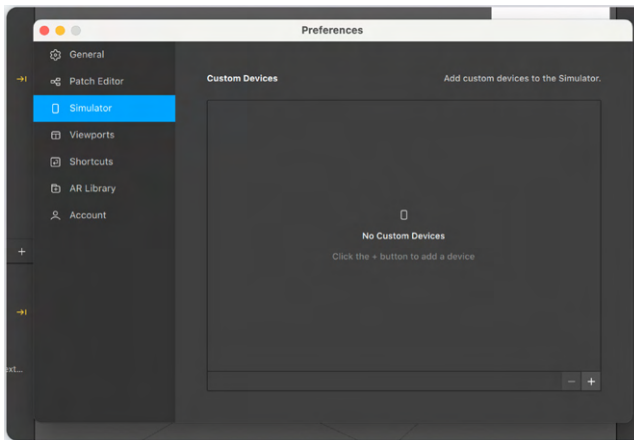 Preferences
General
Patch Editor
Simulator
Viewports
Shortcuts
AR Library
Account
Custom Devices
Add custom devices to the Simulator.
No Custom Devices
Click the + button to add a device
ext...